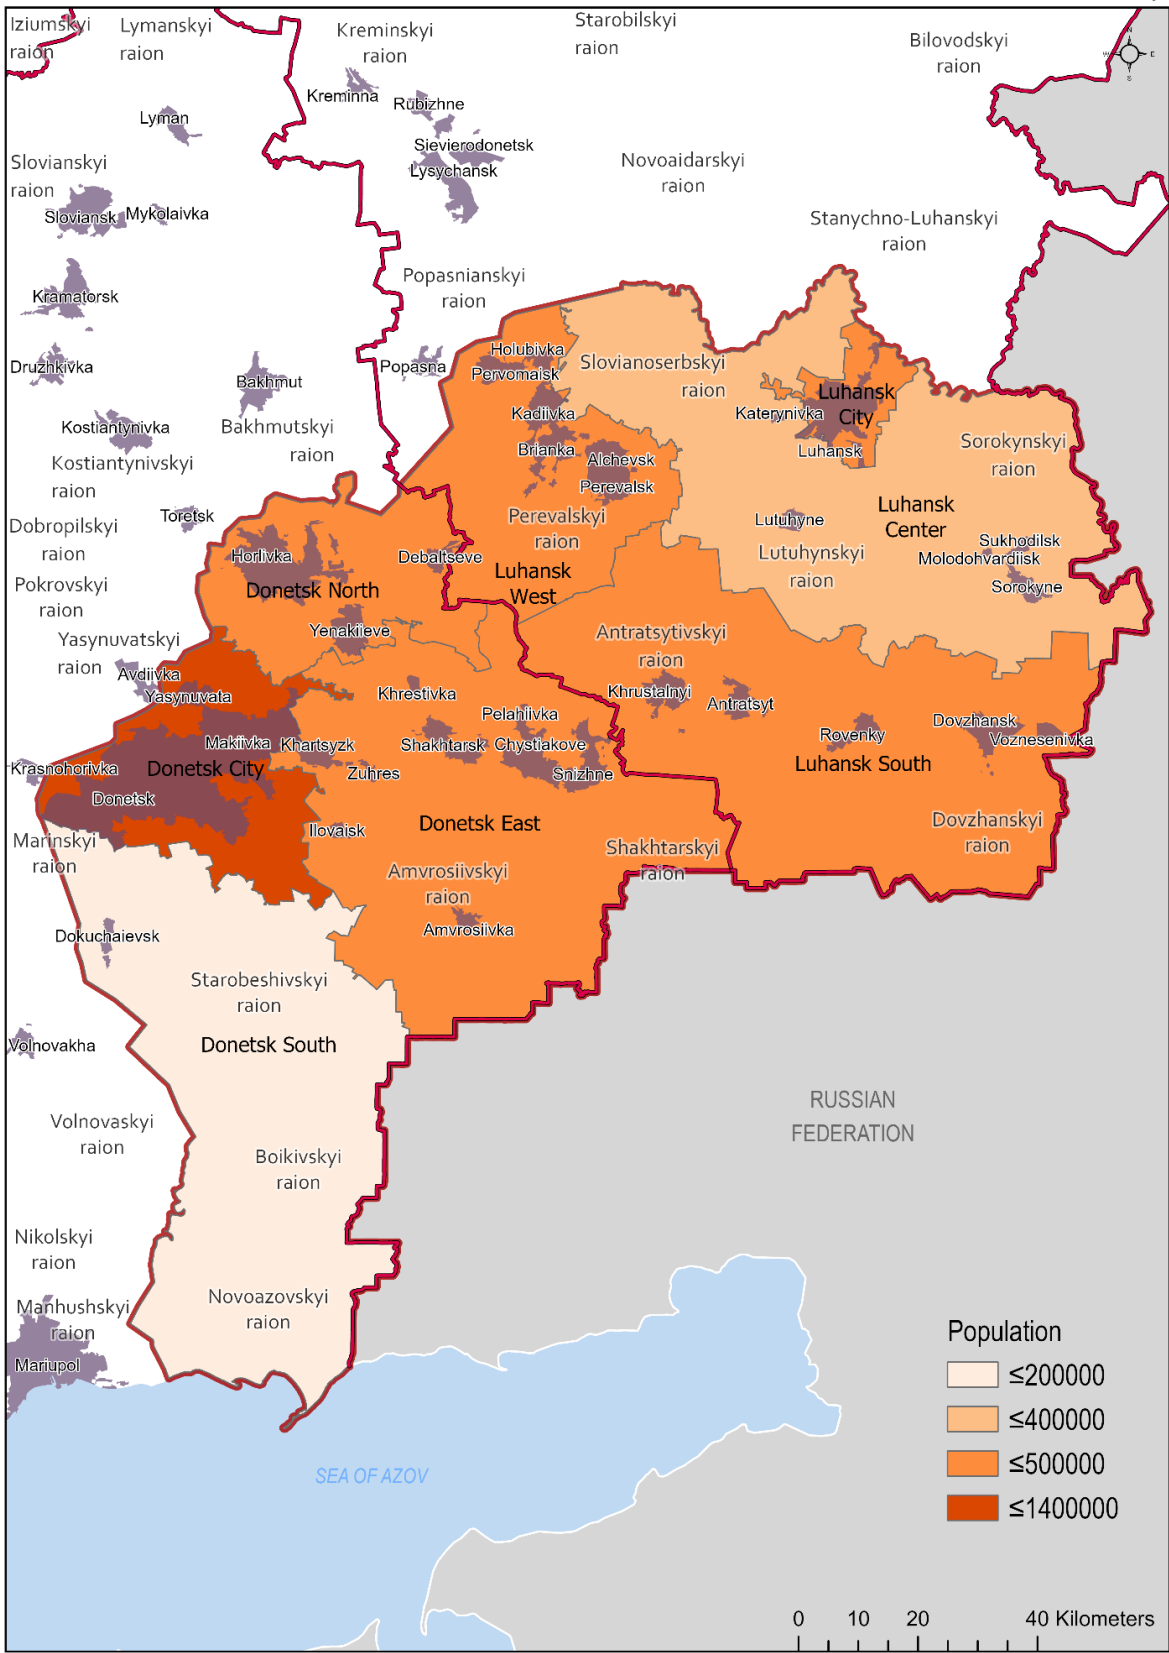 Iziumskyi
raion
Lymanskyi
raion
Kreminskyi
raion
Starobilskyi
raion
Bilovodskyi
raion
N
W
E
S
Kreminna
Rubizhne
Lyman
Sievierodonetsk
Lysychansk
Slovianskyi
raion
Novoaidarskyi
raion
Sloviansk
Mykolaivka
Stanychno-Luhanskyi
raion
Kramatorsk
Popasnianskyi
raion
Druzhkivka
Bakhmut
Popasna
Holubivka
Pervomaisk
Slovianoserbskyi
raion
Kadiivka
Katerynivka
Luhansk
City
Kostiantynivka
Bakhmutskyi
raion
Brianka
Alchevsk
Perevalsk
Luhansk
Sorokynskyi
raion
Kostiantynivskyi
raion
Dobropilskyi
raion
Toretsk
Perevalskyi
raion
Lutuhyne
Luhansk
Center
Lutuhynskyi
raion
Sukhodilsk
Molodohvardiisk
Sorokyne
Horlivka
Debaltseve
Luhansk
West
Pokrovskyi
raion
Donetsk North
Yenakiieve
Yasynuvatskyi
raion
Antratsytivskyi
raion
Avdiivka
Yasynuvata
Khrestivka
Khrustalnyi
Antratsyt
Pelahiivka
Makiivka
Khartsyzk
Shakhtarsk
Chystiakove
Rovenky
Dovzhansk
Voznesenivka
Krasnohorivka
Donetsk City
Zuhres
Snizhne
Luhansk South
Donetsk
Ilovaisk
Donetsk East
Dovzhanskyi
raion
Marinskyi
raion
Shakhtarskyi
raion
Amvrosiivskyi
raion
Amvrosiivka
Dokuchaievsk
Starobeshivskyi
raion
Donetsk South
Volnovakha
Volnovaskyi
raion
RUSSIAN
FEDERATION
Boikivskyi
raion
Nikolskyi
raion
Novoazovskyi
raion
Manhushskyi
raion
Mariupol
SEA OF AZOV
Population
≤200000
≤400000
≤500000
≤1400000
0 10 20 40 Kilometers